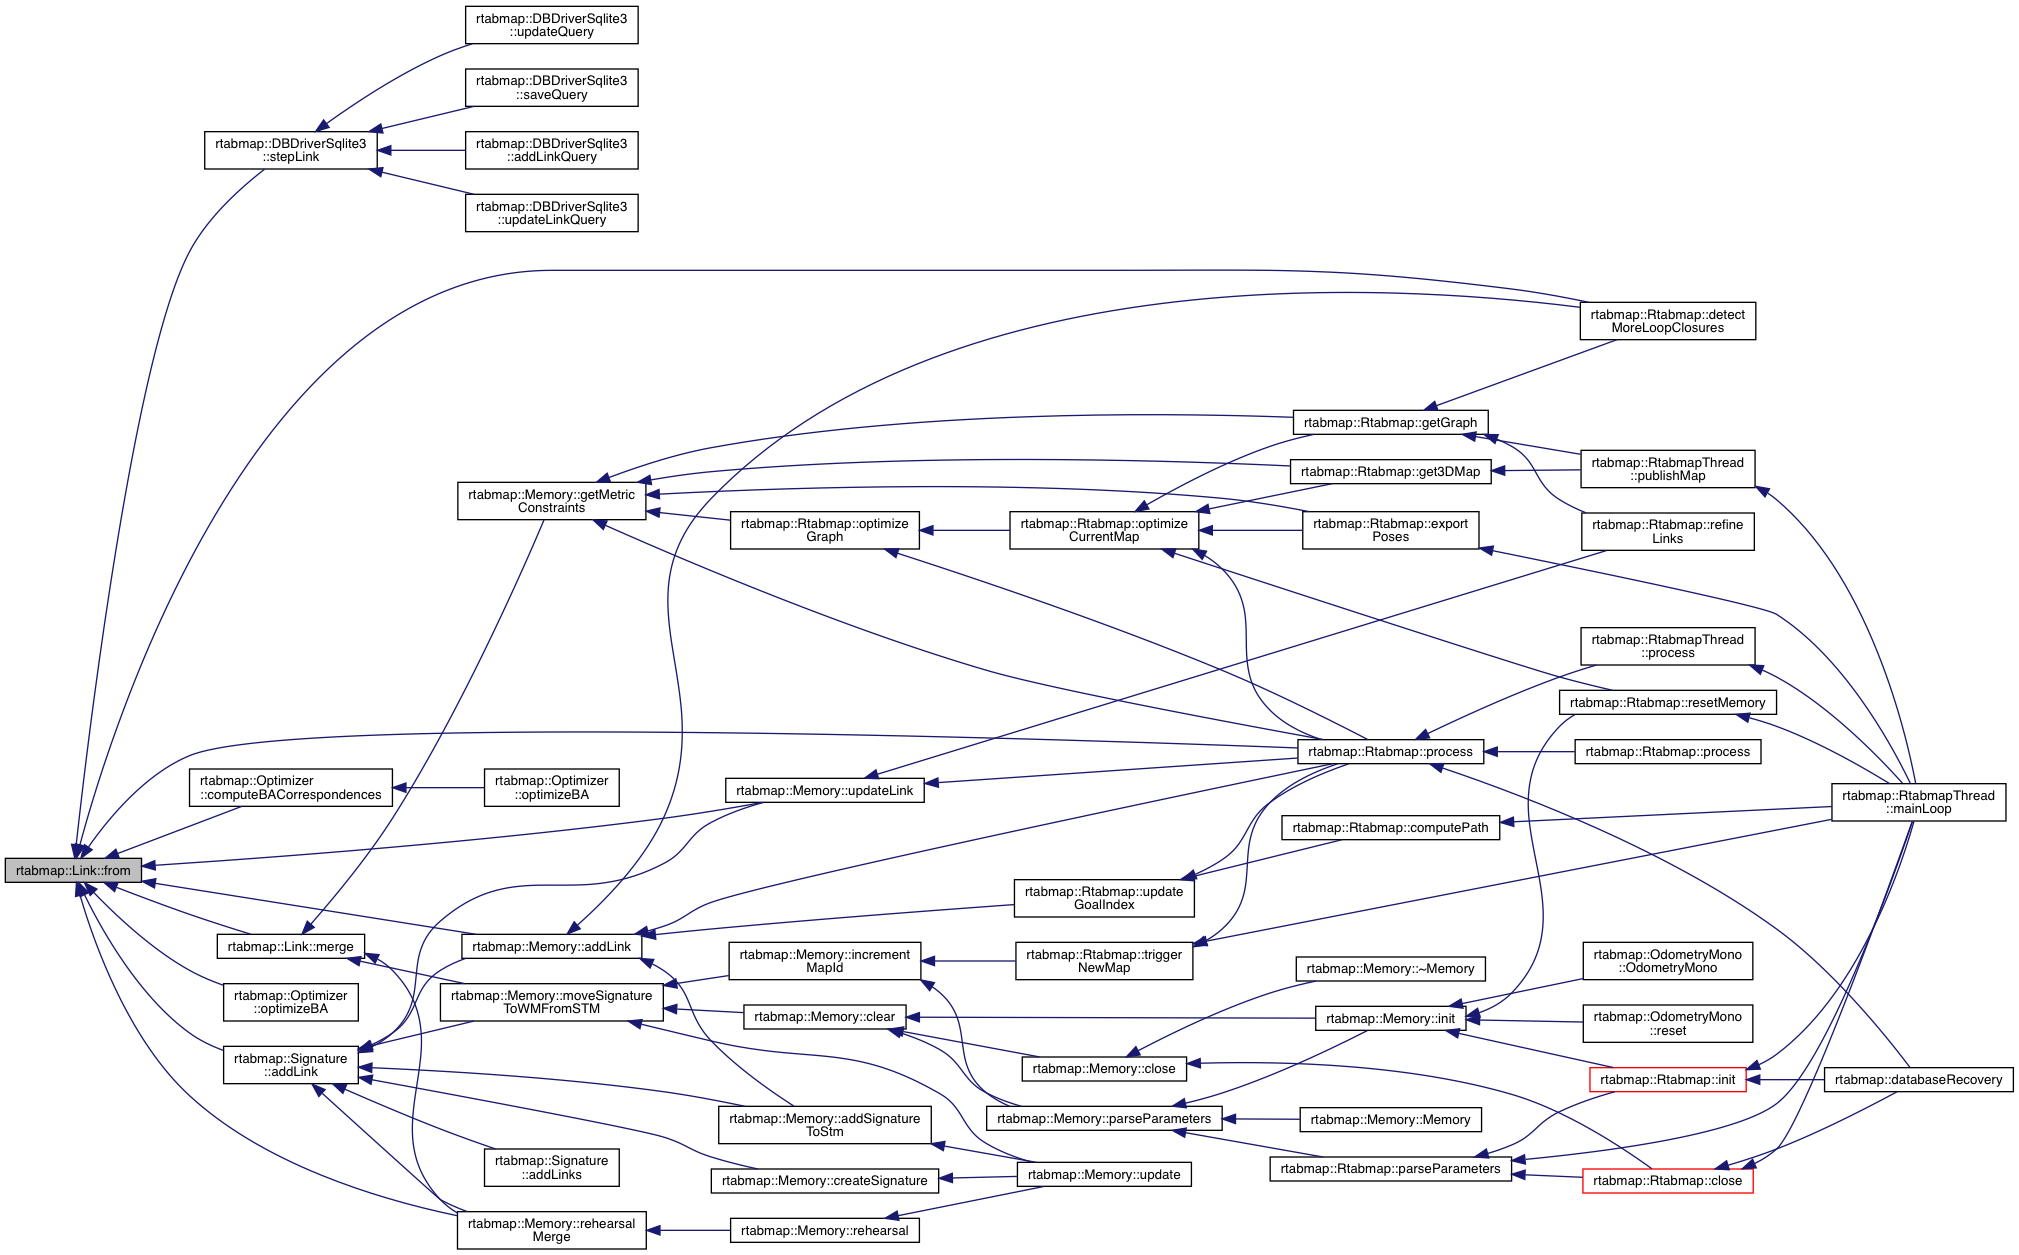 rtabmap::DBDriverSqlite3
::updateQuery
rtabmap::DBDriverSqlite3
::saveQuery
rtabmap::DBDriverSqlite3
::stepLink
rtabmap::DBDriverSqlite3
::addLinkQuery
rtabmap::DBDriverSqlite3
::updateLinkQuery
rtabmap::Rtabmap::detect
MoreLoopClosures
rtabmap::Rtabmap::getGraph
rtabmap::Rtabmap::get3DMap
rtabmap::RtabmapThread
::publishMap
rtabmap::Memory::getMetric
Constraints
rtabmap::Rtabmap::optimize
Graph
rtabmap::Rtabmap::optimize
CurrentMap
rtabmap::Rtabmap::export
Poses
rtabmap::Rtabmap::refine
Links
rtabmap::RtabmapThread
::process
rtabmap::Rtabmap::resetMemory
rtabmap::Rtabmap::process
rtabmap::Rtabmap::process
rtabmap::Optimizer
::computeBACorrespondences
rtabmap::Optimizer
::optimizeBA
rtabmap::Memory::updateLink
rtabmap::RtabmapThread
::mainLoop
rtabmap::Rtabmap::computePath
rtabmap::Link::from
rtabmap::Rtabmap::update
GoalIndex
rtabmap::Link::merge
rtabmap::Memory::addLink
rtabmap::Memory::increment
MapId
rtabmap::Rtabmap::trigger
NewMap
rtabmap::OdometryMono
::OdometryMono
rtabmap::Memory::~Memory
rtabmap::Optimizer
::optimizeBA
rtabmap::Memory::moveSignature
ToWMFromSTM
rtabmap::Memory::clear
rtabmap::Memory::init
rtabmap::OdometryMono
::reset
rtabmap::Signature
::addLink
rtabmap::Memory::close
rtabmap::Rtabmap::init
rtabmap::databaseRecovery
rtabmap::Memory::addSignature
ToStm
rtabmap::Memory::parseParameters
rtabmap::Memory::Memory
rtabmap::Signature
::addLinks
rtabmap::Memory::createSignature
rtabmap::Memory::update
rtabmap::Rtabmap::parseParameters
rtabmap::Rtabmap::close
rtabmap::Memory::rehearsal
Merge
rtabmap::Memory::rehearsal